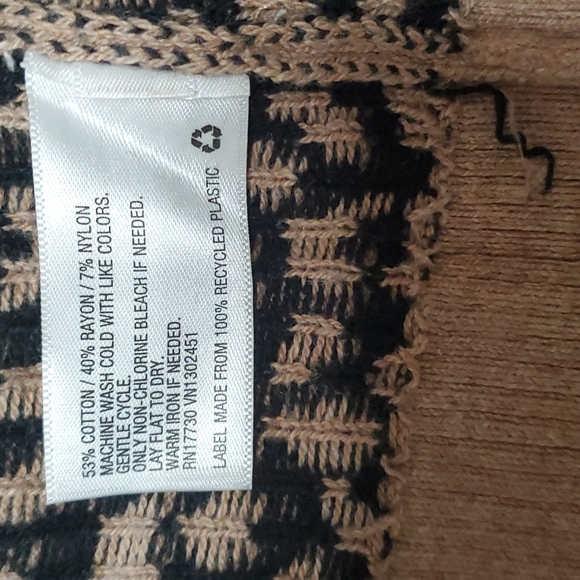 53% COTTON / 40% RAYON / 7% NYLON
MACHINE WASH COLD WITH LIKE COLORS.
GENTLE CYCLE.
ONLY NON-CHLORINE BLEACH IF NEEDED.
LAY FLAT TO DRY.
WARM IRON IF NEEDED.
RN17730 VN1302451
LABEL MADE FROM 100% RECYCLED PLASTIC